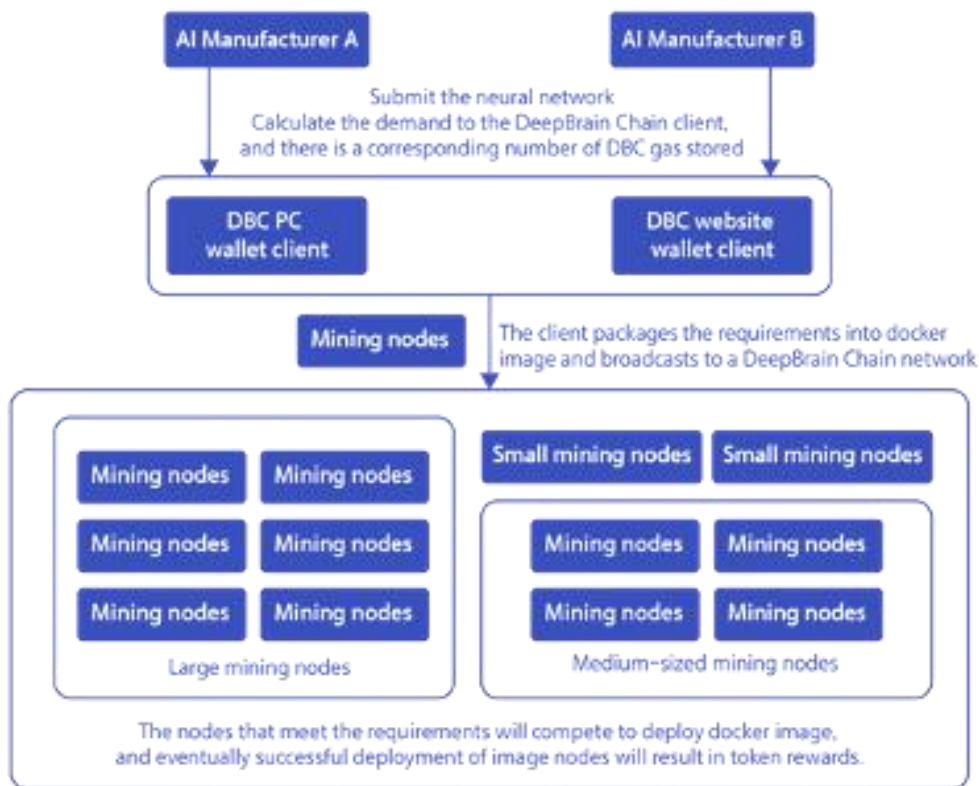 AI Manufacturer A
AI Manufacturer B
Submit the neural network
Calculate the demand to the DeepBrain Chain client,
and there is a corresponding number of DBC gas stored
DBC PC
wallet client
DBC website
wallet client
Mining nodes
The client packages the requirements into docker
image and broadcasts to a DeepBrain Chain network
Mining nodes
Mining nodes
Mining nodes
Mining nodes
Mining nodes
Mining nodes
Large mining nodes
Small mining nodes
Small mining nodes
Mining nodes
Mining nodes
Mining nodes
Mining nodes
Medium-sized mining nodes
The nodes that meet the requirements will compete to deploy docker image,
and eventually successful deployment of image nodes will result in token rewards.